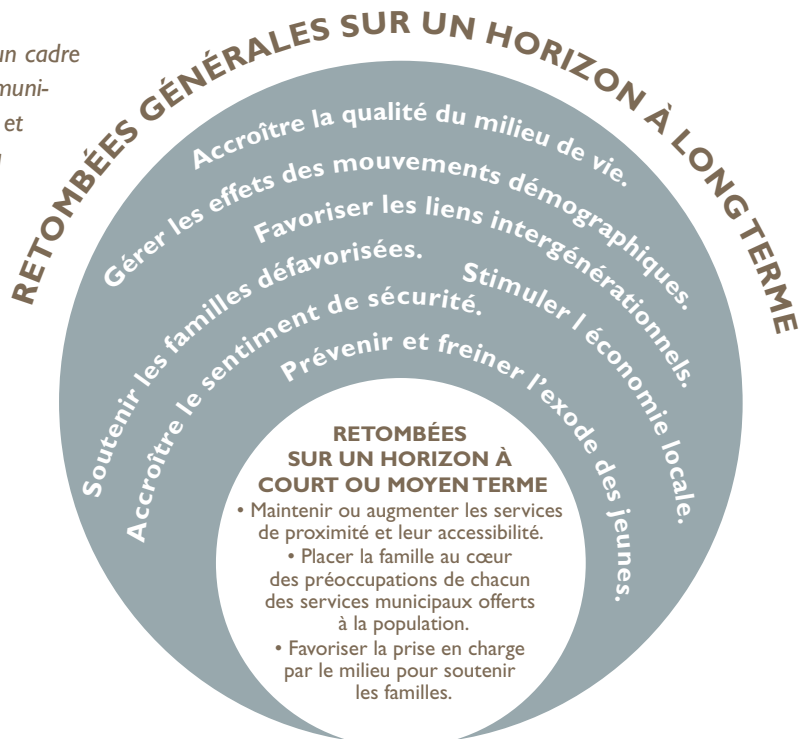 un cadre
muni-
et
RETOMBÉES GÉNÉRALES SUR UN HORIZON À LONG TERME
Accroître la qualité du milieu de vie.
Gérer les effets des mouvements démographiques.
Favoriser les liens intergénérationnels.
Soutenir les familles défavorisées.
Stimuler l économie locale.
Accroître le sentiment de sécurité.
Prévenir et freiner l'exode des jeunes.
RETOMBÉES
SUR UN HORIZON À
COURT OU MOYEN TERME
• Maintenir ou augmenter les services
de proximité et leur accessibilité.
• Placer la famille au cœur
des préoccupations de chacun
des services municipaux offerts
à la population.
• Favoriser la prise en charge
par le milieu pour soutenir
les familles.